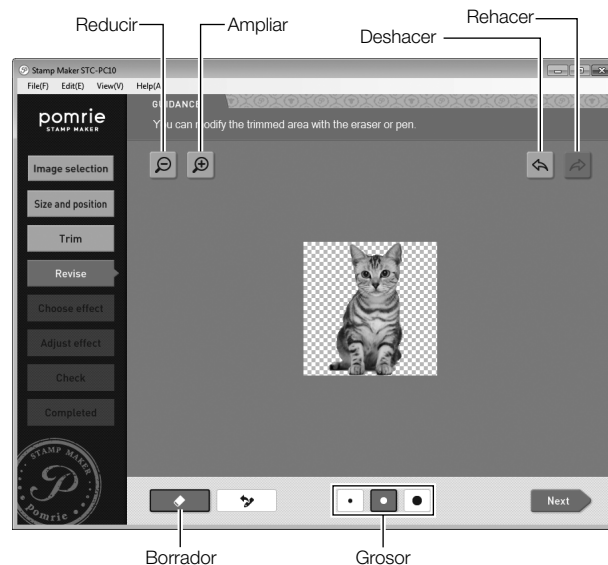 Reducir
Ampliar
Rehacer
Deshacer
Stamp Maker STC-PC10
File(F) Edit(E) View(V) Help(
GUIDANCE
You can modify the trimmed area with the eraser or pen.
pomrie
STAMP MAKER
Image selection
Size and position
Trim
Revise
Choose effect
Adjust effect
Check
Completed
STAMP MAKER
P
Pomrie
Next
Borrador
Grosor